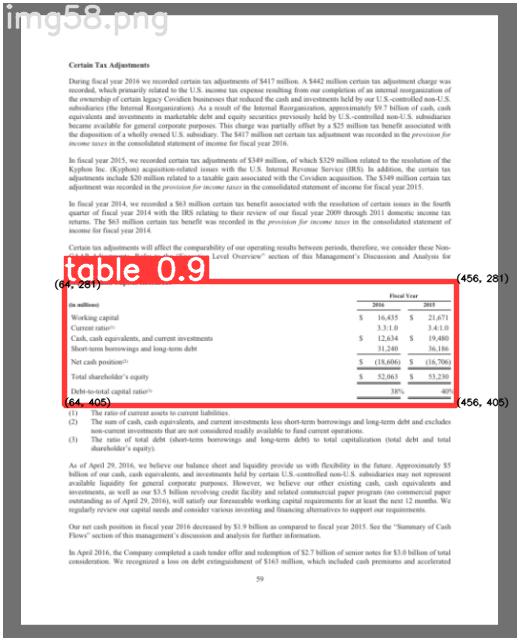 img58.png
Certain Tax Adjustments
During fiscal year 2016 we recorded certain tax adjustments of $417 million. A $442 million certain tax adjustment charge was
recorded, which primarily related to the U.S. income tax expense resulting from our completion of an internal reorganization of
the ownership of certain legacy Covidien businesses that reduced the cash and investments held by our U.S.-controlled non-U.S.
subsidiaries (the Internal Reorganization). As a result of the Internal Reorganization, approximately $9.7 billion of cash, cash
equivalents and investments in marketable debt and equity securities previously held by U.S.-controlled non-U.S. subsidiaries
became available for general corporate purposes. This charge was partially offset by a $25 million tax benefit associated with
the disposition of a wholly owned U.S. subsidiary. The $417 million net certain tax adjustment was recorded in the provision for
income taxes in the consolidated statement of income for fiscal year 2016.
In fiscal year 2015, we recorded certain tax adjustments of $349 million, of which $329 million related to the resolution of the
Kyphon Inc. (Kyphon) acquisition-related issues with the U.S. Internal Revenue Service (IRS). In addition, the certain tax
adjustments include $20 million related to a taxable gain associated with the Covidien acquisition. The $349 million certain tax
adjustment was recorded in the provision for income taxes in the consolidated statement of income for fiscal year 2015.
In fiscal year 2014, we recorded a $63 million certain tax benefit associated with the resolution of certain issues in the fourth
quarter of fiscal year 2014 with the IRS relating to their review of our fiscal year 2009 through 2011 domestic income tax
returns. The $63 million certain tax benefit was recorded in the provision for income taxes in the consolidated statement of
income for fiscal year 2014.
Certain tax adjustments will affect the comparability of our operating results between periods, therefore, we consider these Non-
Level Overview" section of this Management's Discussion and Analysis for
table 0.9
(64, 281) (456, 281)
Fiscal Year
(in millions) 2016 2015
Working capital $ 16,435 $ 21,671
Current ratio(1) 3.3:1.0 3.4:1.0
Cash, cash equivalents, and current investments $ 12,634 $ 19,480
Short-term borrowings and long-term debt 31,240 36,186
Net cash position(2) $ (18,606) $ (16,706)
Total shareholder's equity $ 52,063 $ 53,230
Debt-to-total capital ratio(3) 38% 40%
(64, 405) (456, 405)
(1) The ratio of current assets to current liabilities.
(2) The sum of cash, cash equivalents, and current investments less short-term borrowings and long-term debt and excludes
non-current investments that are not considered readily available to fund current operations.
(3) The ratio of total debt (short-term borrowings and long-term debt) to total capitalization (total debt and total
shareholder's equity).
As of April 29, 2016, we believe our balance sheet and liquidity provide us with flexibility in the future. Approximately $5
billion of our cash, cash equivalents, and investments held by certain U.S.-controlled non-U.S. subsidiaries may not represent
available liquidity for general corporate purposes. However, we believe our other existing cash, cash equivalents and
investments, as well as our $3.5 billion revolving credit facility and related commercial paper program (no commercial paper
outstanding as of April 29, 2016), will satisfy our foreseeable working capital requirements for at least the next 12 months. We
regularly review our capital needs and consider various investing and financing alternatives to support our requirements.
Our net cash position in fiscal year 2016 decreased by $1.9 billion as compared to fiscal year 2015. See the "Summary of Cash
Flows" section of this management's discussion and analysis for further information.
In April 2016, the Company completed a cash tender offer and redemption of $2.7 billion of senior notes for $3.0 billion of total
consideration. We recognized a loss on debt extinguishment of $163 million, which included cash premiums and accelerated
59